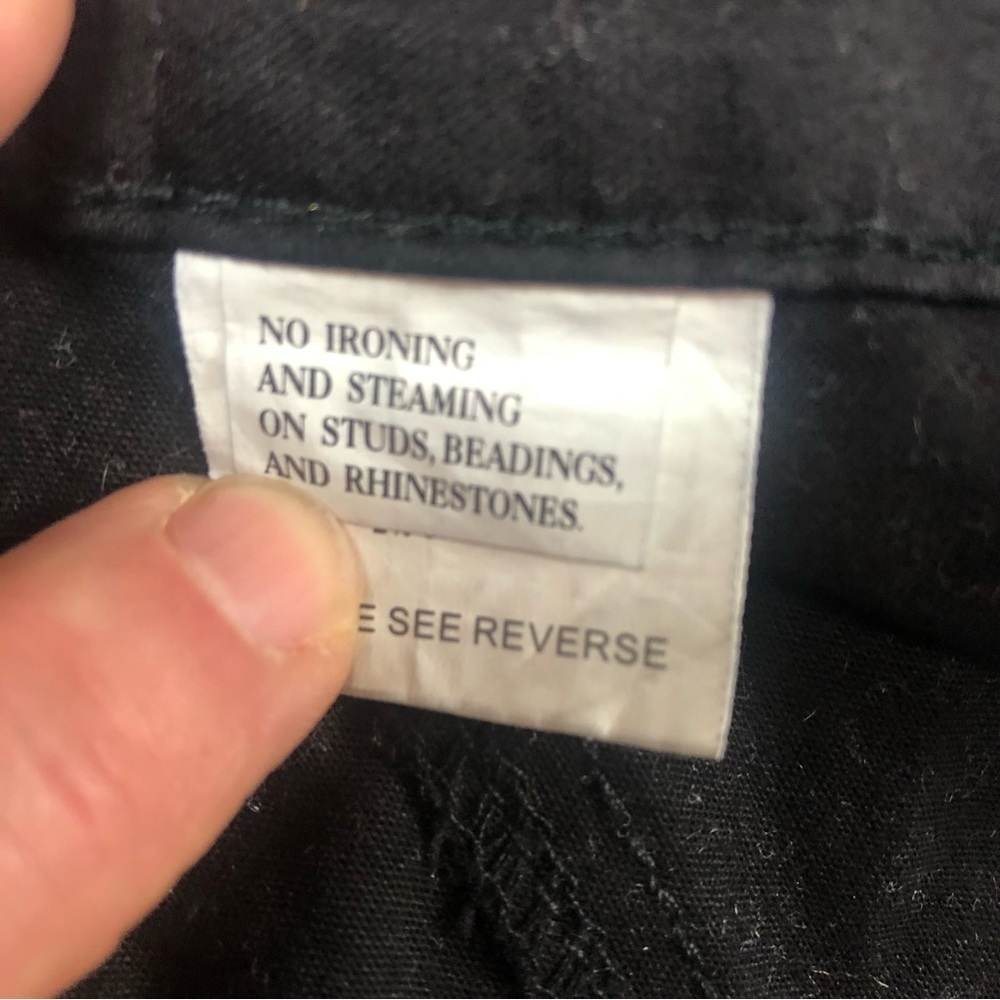 NO IRONING
AND STEAMING
ON STUDS, BEADINGS,
AND RHINESTONES.
SEE REVERSE